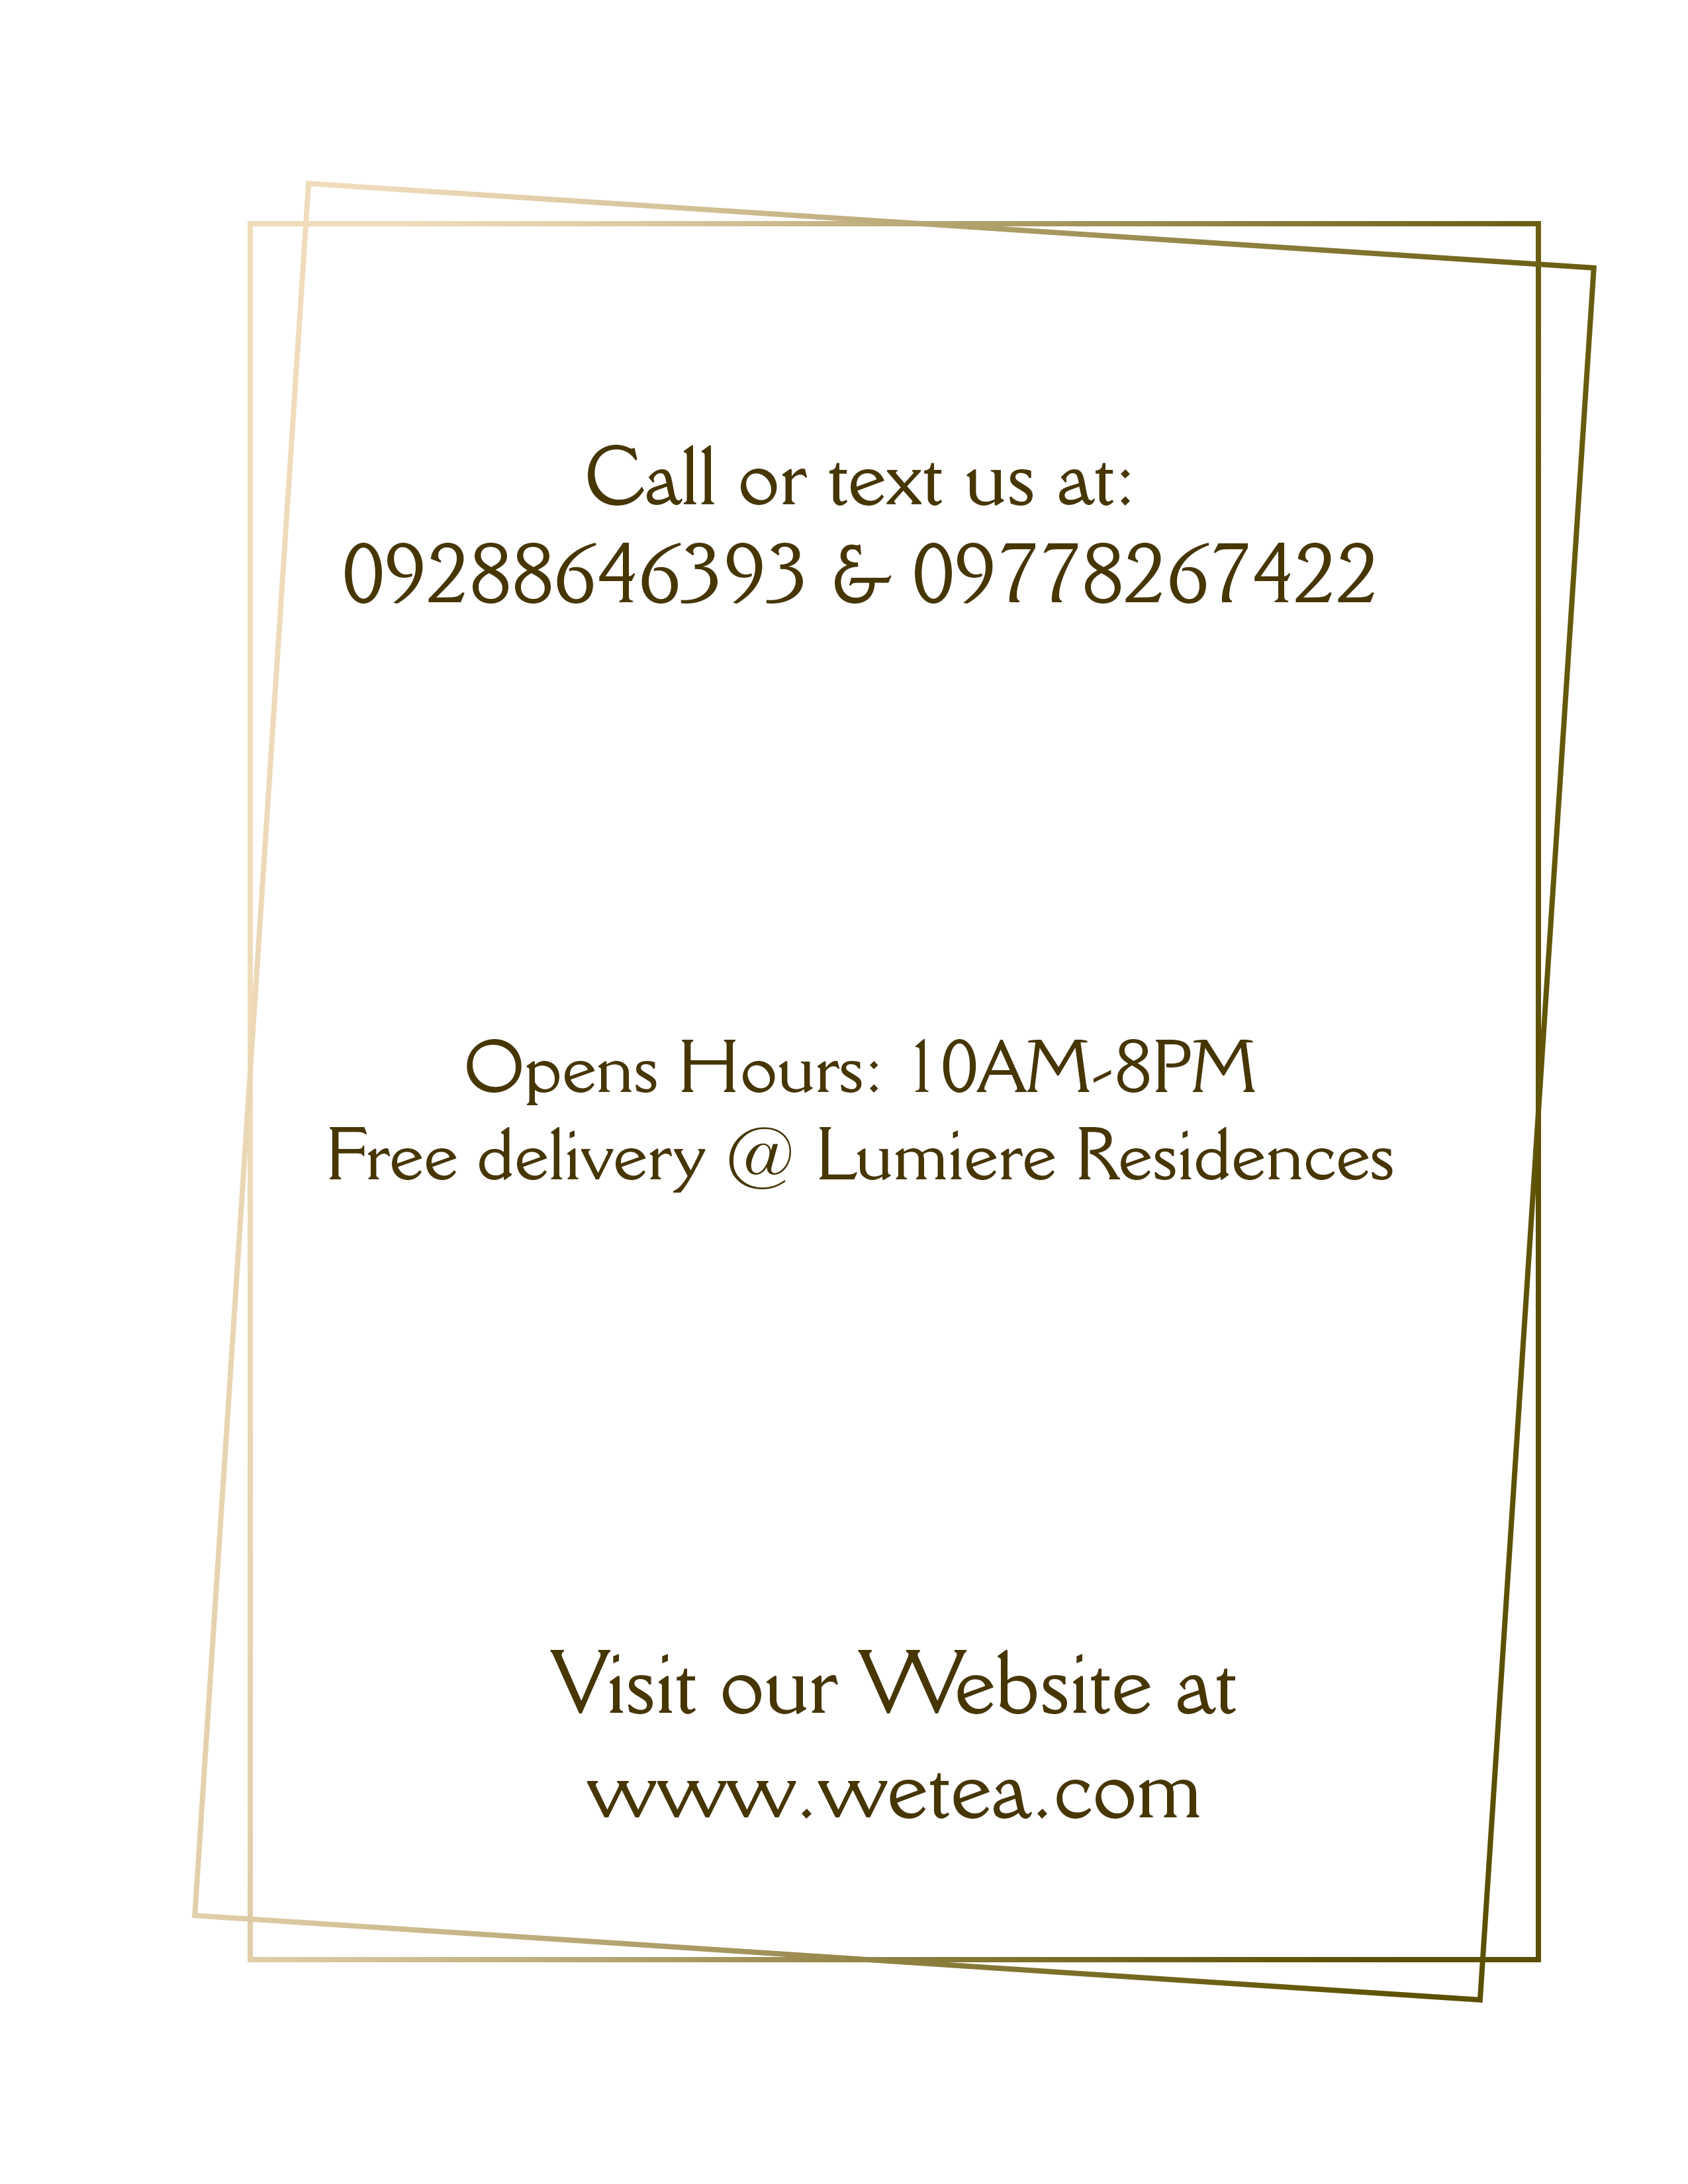 Call or text us at:
09288646393 & 09778267422
Opens Hours: 10AM-8PM
Free delivery @ Lumiere Residences
Visit our Website at
www.wetea.com